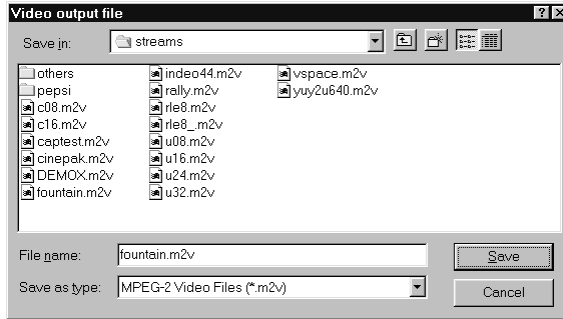 Video output file
Save in: streams
others indeo44.m2v vspace.m2v
pepsi rally.m2v yuy2u640.m2v
c08.m2v rle8.m2v
c16.m2v rle8_.m2v
captest.m2v u08.m2v
cinepak.m2v u16.m2v
DEMOX.m2v u24.m2v
fountain.m2v u32.m2v
File name: fountain.m2v Save
Save as type: MPEG-2 Video Files (*.m2v) Cancel